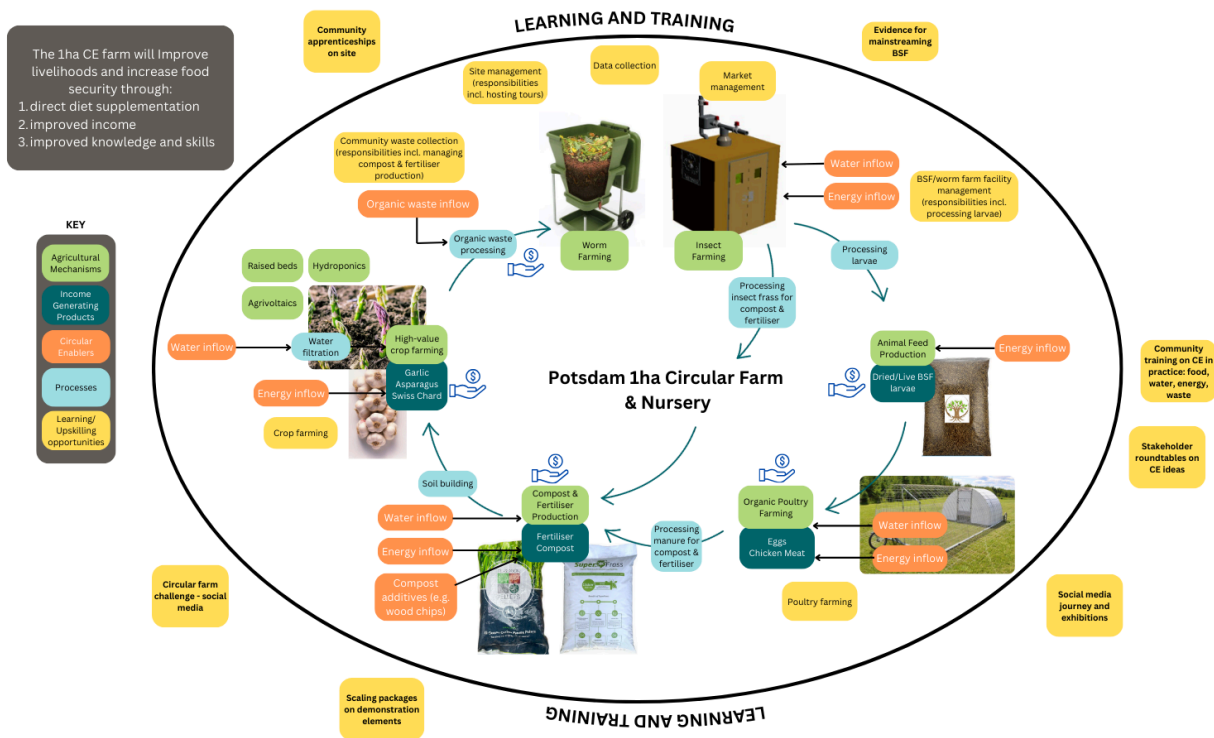 LEARNING AND TRAINING
Community
apprenticeships
on site
Evidence for
mainstreaming
BSF
The 1ha CE farm will Improve
livelihoods and increase food
security through:
1. direct diet supplementation
2. improved income
3. improved knowledge and skills
Site management
(responsibilities
incl. hosting tours)
Data collection
Market
management
Community waste collection
(responsibilities incl. managing
compost & fertiliser
production)
Organic waste inflow
Organic waste
processing
Worm
Farming
Insect
Farming
Water inflow
Energy inflow
BSF/worm farm facility
management
(responsibilities incl.
processing larvae)
Processing
larvae
Processing
insect frass for
compost &
fertiliser
KEY
Agricultural
Mechanisms
Income
Generating
Products
Circular
Enablers
Processes
Learning/
Upskilling
opportunities
Raised beds
Hydroponics
Agrivoltaics
Water inflow
Water
filtration
High-value
crop farming
Garlic
Asparagus
Swiss Chard
Energy inflow
Crop farming
Potsdam 1ha Circular Farm
& Nursery
Animal Feed
Production
Dried/Live BSF
larvae
Energy inflow
Community
training on CE in
practice: food,
water, energy,
waste
Stakeholder
roundtables on
CE ideas
Soil building
Compost &
Fertiliser
Production
Fertiliser
Compost
Water inflow
Energy inflow
Compost
additives (e.g.
wood chips)
Processing
manure for
compost &
fertiliser
Organic Poultry
Farming
Eggs
Chicken Meat
Water inflow
Energy inflow
Poultry farming
Circular farm
challenge - social
media
Social media
journey and
exhibitions
Scaling packages
on demonstration
elements
LEARNING AND TRAINING